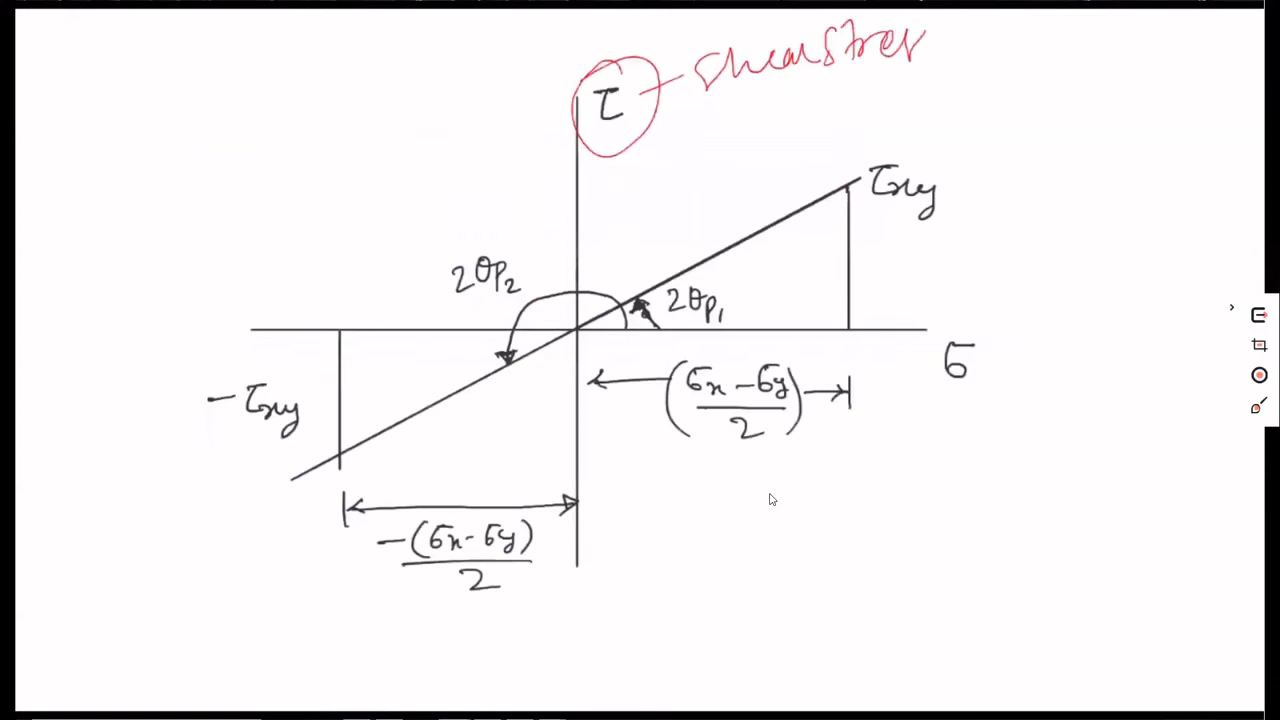 τ - shear stress
τxy
2θp2
2θp1
σ
(σx - σy)/2
- τxy
-(σx - σy)/2